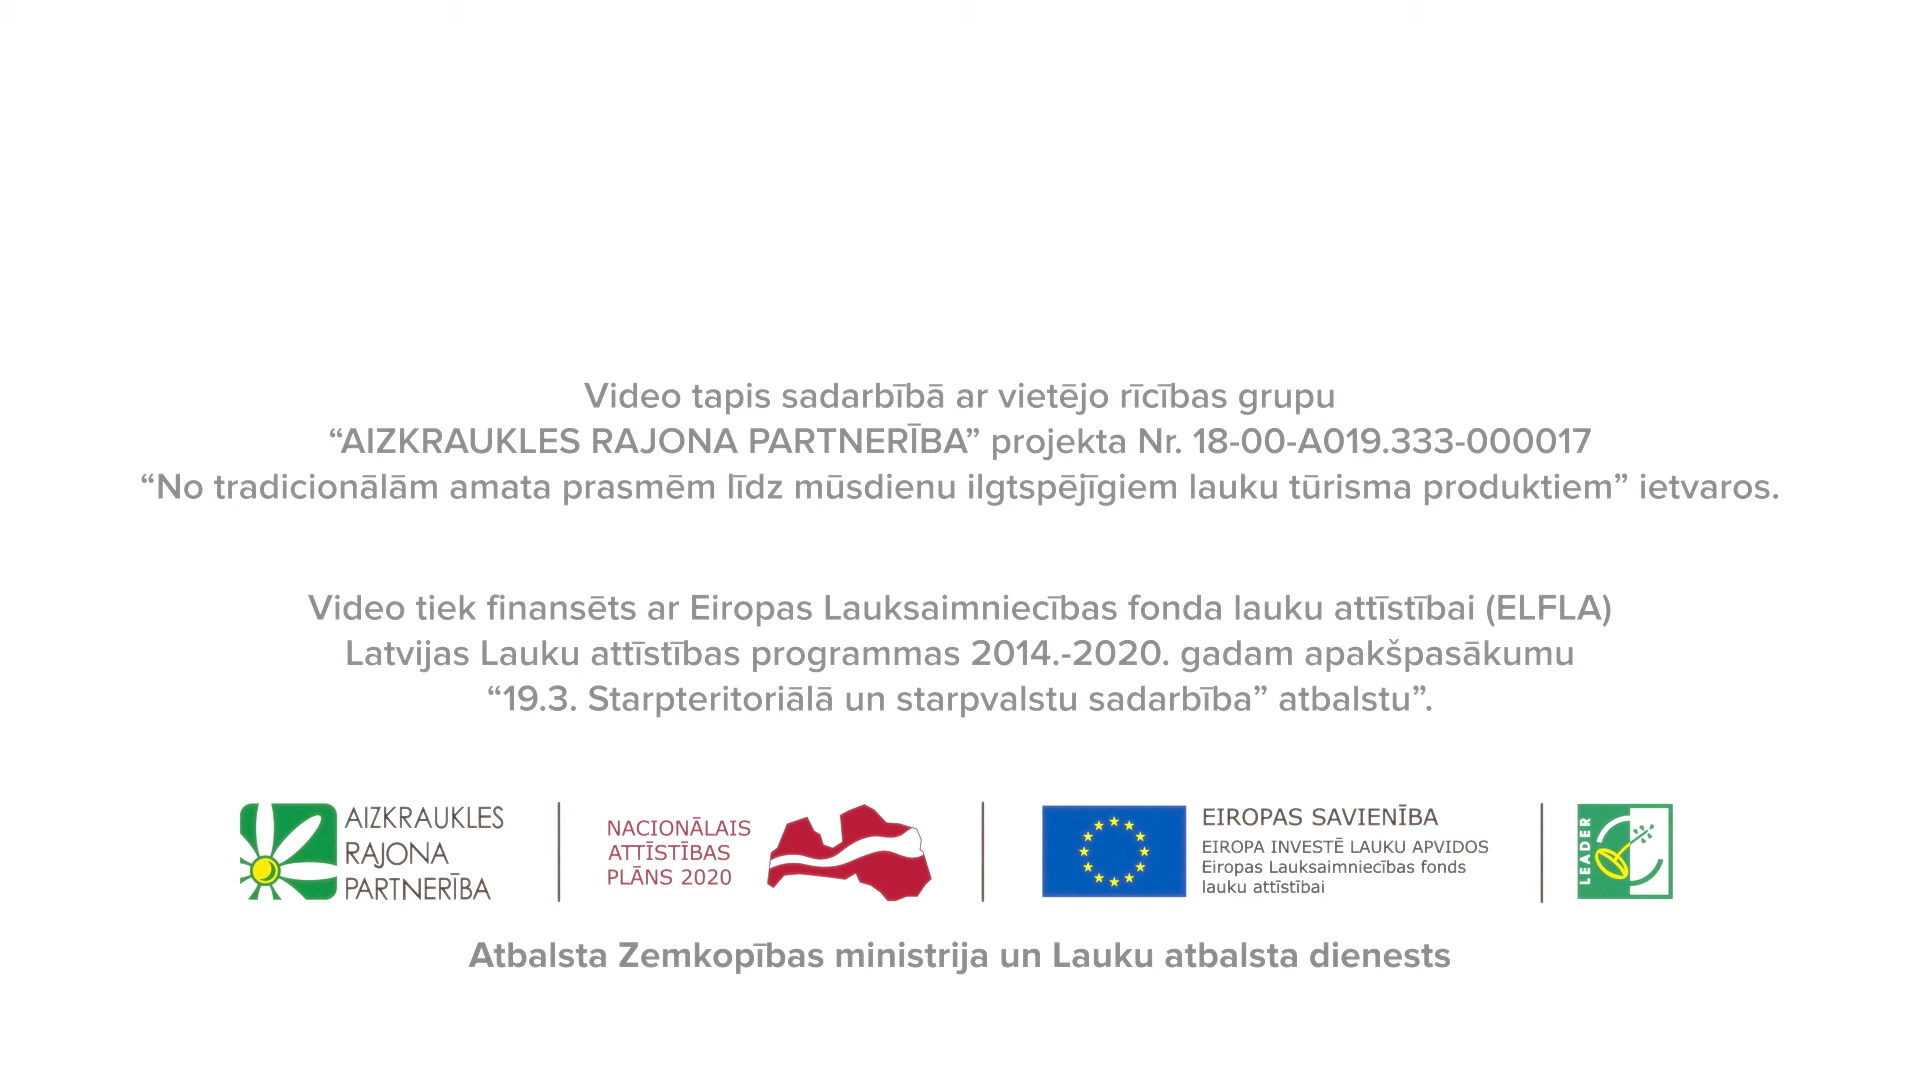 Video tapis sadarbībā ar vietējo rīcības grupu
“AIZKRAUKLES RAJONA PARTNERĪBA” projekta Nr. 18-00-A019.333-000017
“No tradicionālām amata prasmēm līdz mūsdienu ilgtspējīgiem lauku tūrisma produktiem” ietvaros.
Video tiek finansēts ar Eiropas Lauksaimniecības fonda lauku attīstībai (ELFLA)
Latvijas Lauku attīstības programmas 2014.-2020. gadam apakšpasākumu
“19.3. Starpteritoriālā un starpvalstu sadarbība” atbalstu”.
AIZKRAUKLES
RAJONA
PARTNERĪBA
NACIONĀLAIS
ATTĪSTĪBAS
PLĀNS 2020
EIROPAS SAVIENĪBA
EIROPA INVESTĒ LAUKU APVIDOS
Eiropas Lauksaimniecības fonds
lauku attīstībai
LEADER
Atbalsta Zemkopības ministrija un Lauku atbalsta dienests